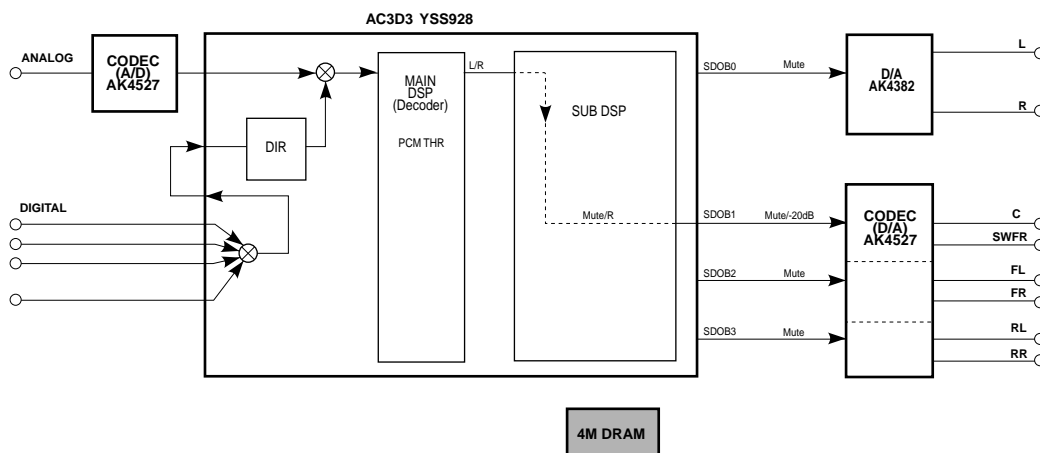 AC3D3 YSS928
ANALOG
CODEC
(A/D)
AK4527
MAIN
DSP
(Decoder)
PCM THR
L/R
SUB DSP
DIR
DIGITAL
Mute/R
SDOB0
Mute
D/A
AK4382
L
R
SDOB1
Mute/-20dB
CODEC
(D/A)
AK4527
C
SWFR
SDOB2
Mute
FL
FR
SDOB3
Mute
RL
RR
4M DRAM